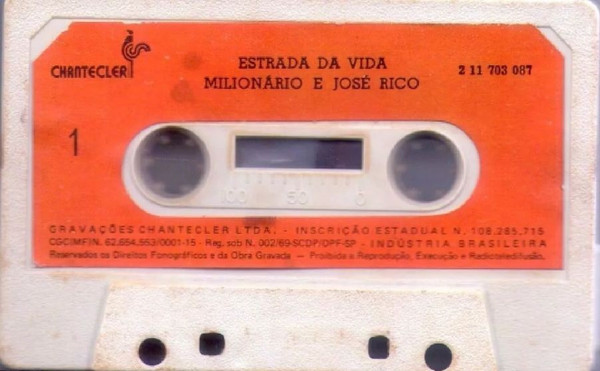 CHANTECLER
ESTRADA DA VIDA
MILIONÁRIO E JOSÉ RICO
2 11 703 087
1
100 50 0
GRAVAÇÕES CHANTECLER LTDA. - INSCRIÇÃO ESTADUAL N. 108.265.715
CGC(MF)N. 62.654.553/0001-15 - Reg. sob N. 002/69-SCDP/DPF-SP - INDÚSTRIA BRASILEIRA
Reservados os Direitos Fonográficos e da Obra Gravada — Proibida a Reprodução, Execução e Radioteledifusão.